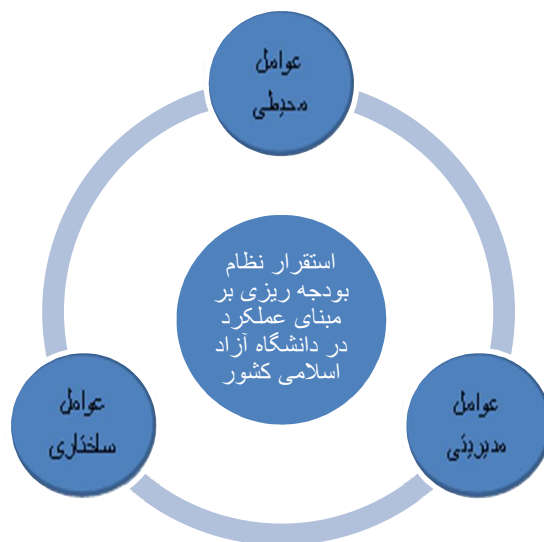 عوامل
محیطی
استقرار نظام
بودجه ریزی بر
مبنای عملکرد
در دانشگاه آزاد
اسلامی کشور
عوامل
مدیریتی
عوامل
ساختاری